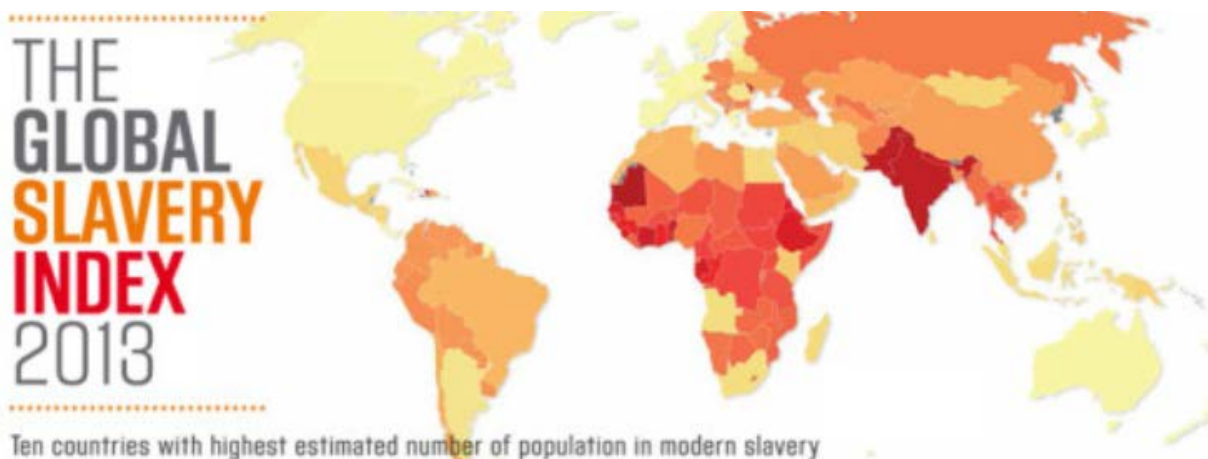 THE
GLOBAL
SLAVERY
INDEX
2013
Ten countries with highest estimated number of population in modern slavery